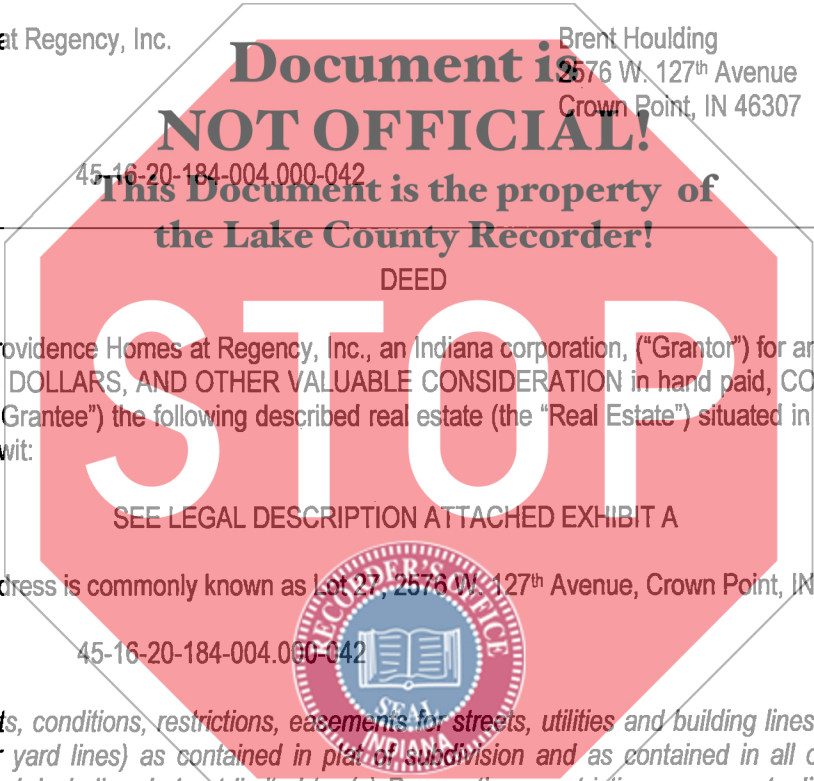 at Regency, Inc.
Brent Houlding
2576 W. 127th Avenue
Crown Point, IN 46307
Document is
NOT OFFICIAL!
45-16-20-184-004.000-042
This Document is the property of
the Lake County Recorder!
DEED
STOP
ovidence Homes at Regency, Inc., an Indiana corporation, ("Grantor") for an
DOLLARS, AND OTHER VALUABLE CONSIDERATION in hand paid, CO
Grantee") the following described real estate (the "Real Estate") situated in
wit:
SEE LEGAL DESCRIPTION ATTACHED EXHIBIT A
dress is commonly known as Lot 27, 2576 W. 127th Avenue, Crown Point, IN
45-16-20-184-004.000-042
RECORDER'S OFFICE
SEAL
INDIANA
ts, conditions, restrictions, easements for streets, utilities and building lines
r yard lines) as contained in plat of subdivision and as contained in all